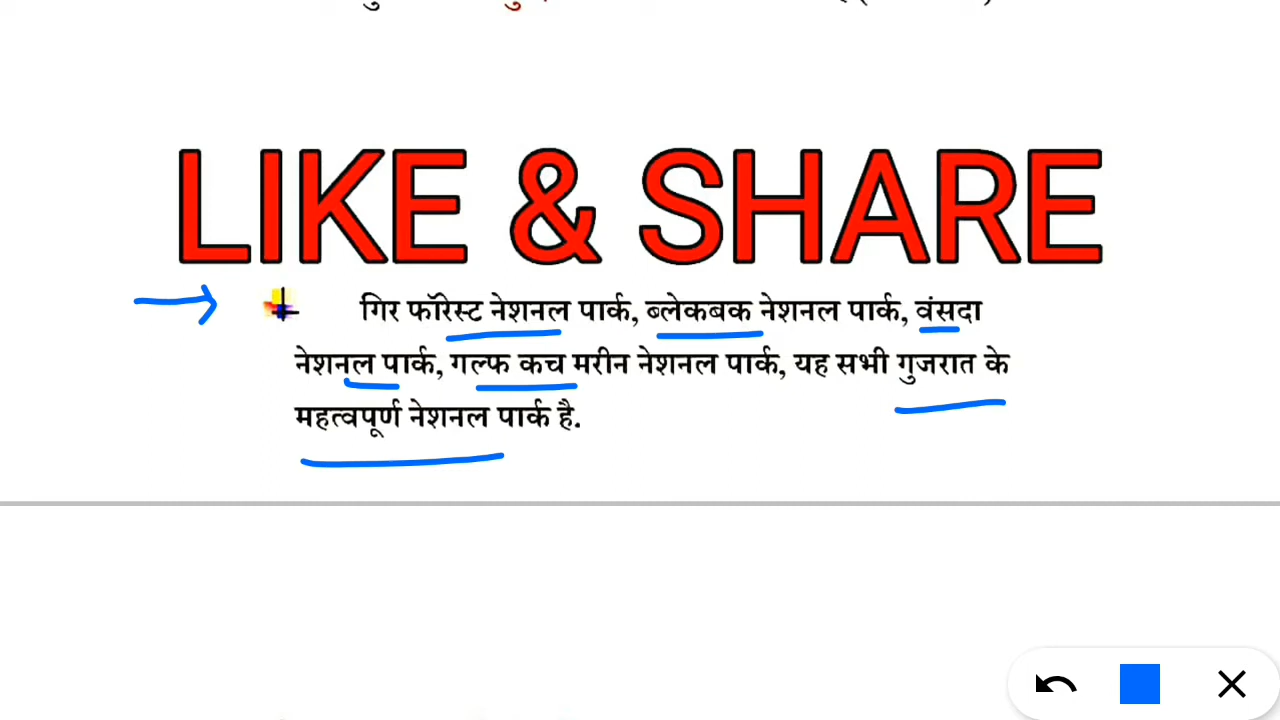 LIKE & SHARE
गिर फॉरेस्ट नेशनल पार्क, ब्लेकबक नेशनल पार्क, वंसदा
नेशनल पार्क, गल्फ कच मरीन नेशनल पार्क, यह सभी गुजरात के
महत्वपूर्ण नेशनल पार्क है.